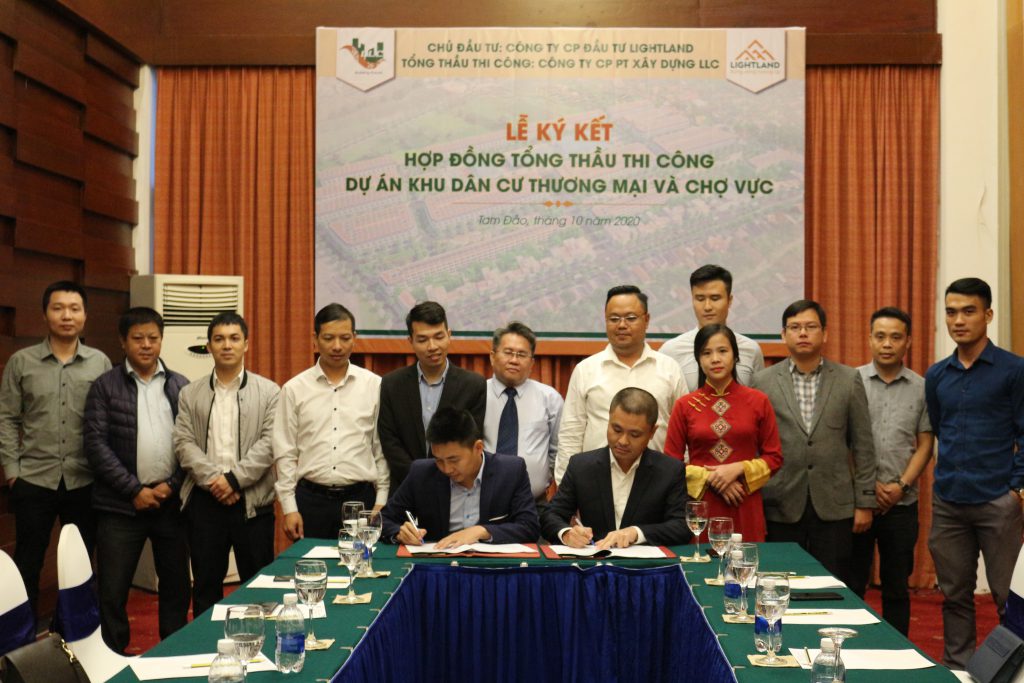 CHỦ ĐẦU TƯ: CÔNG TY CP ĐẦU TƯ LIGHTLAND
TỔNG THẦU THI CÔNG: CÔNG TY CP PT XÂY DỰNG LLC
LIGHTLAND
LỄ KÝ KẾT
HỢP ĐỒNG TỔNG THẦU THI CÔNG
DỰ ÁN KHU DÂN CƯ THƯƠNG MẠI VÀ CHỢ VỰC
Tam Đảo, tháng 10 năm 2020